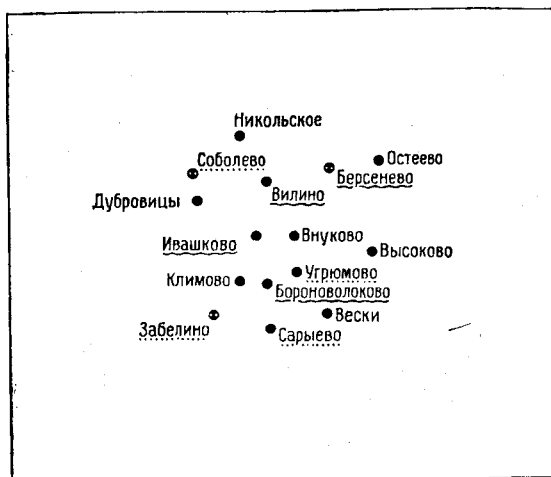 Никольское
Соболево
Остеево
Берсенево
Вилино
Дубровицы
Ивашково
Внуково
Высоково
Угрюмово
Климово
Бороноволоково
Забелино
Вески
Сарыево